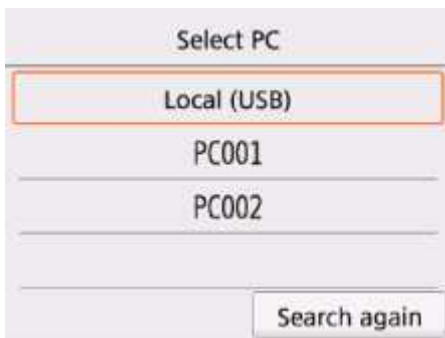 Select PC
Local (USB)
PC001
PC002
Search again